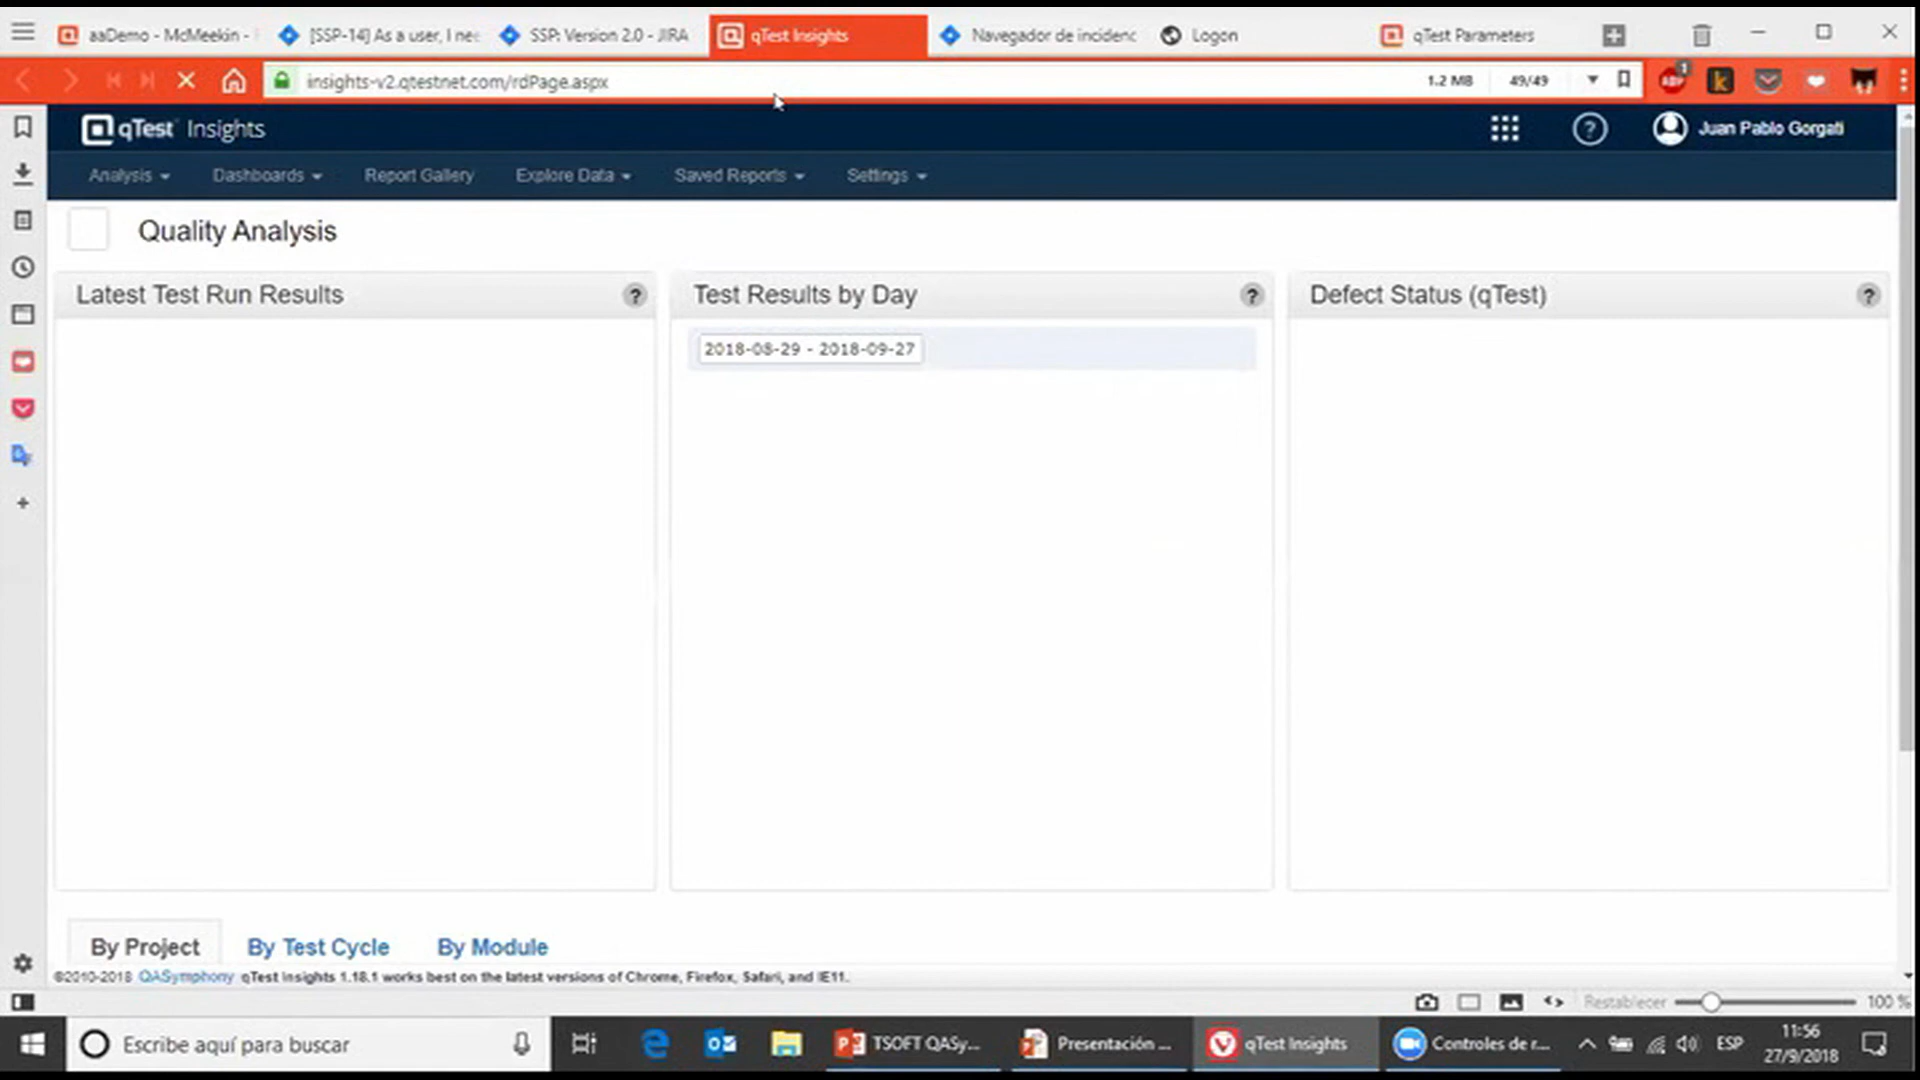 aaDemo - McMeekin -
[SSP-14] As a user, I nee
SSP: Version 2.0 - JIRA
qTest Insights
Navegador de incidenc
Logon
qTest Parameters
insights-v2.qtestnet.com/rdPage.aspx
1.2 MB
49/49
1
qTest Insights
?
Juan Pablo Gorgati
Analysis
Dashboards
Report Gallery
Explore Data
Saved Reports
Settings
Quality Analysis
Latest Test Run Results
?
Test Results by Day
?
Defect Status (qTest)
?
2018-08-29 - 2018-09-27
By Project
By Test Cycle
By Module
©2010-2018 QASymphony qTest Insights 1.18.1 works best on the latest versions of Chrome, Firefox, Safari, and IE11.
Restablecer
100 %
Escribe aquí para buscar
TSOFT QASy...
Presentación ...
qTest Insights
Controles de r...
ESP
11:56
27/9/2018